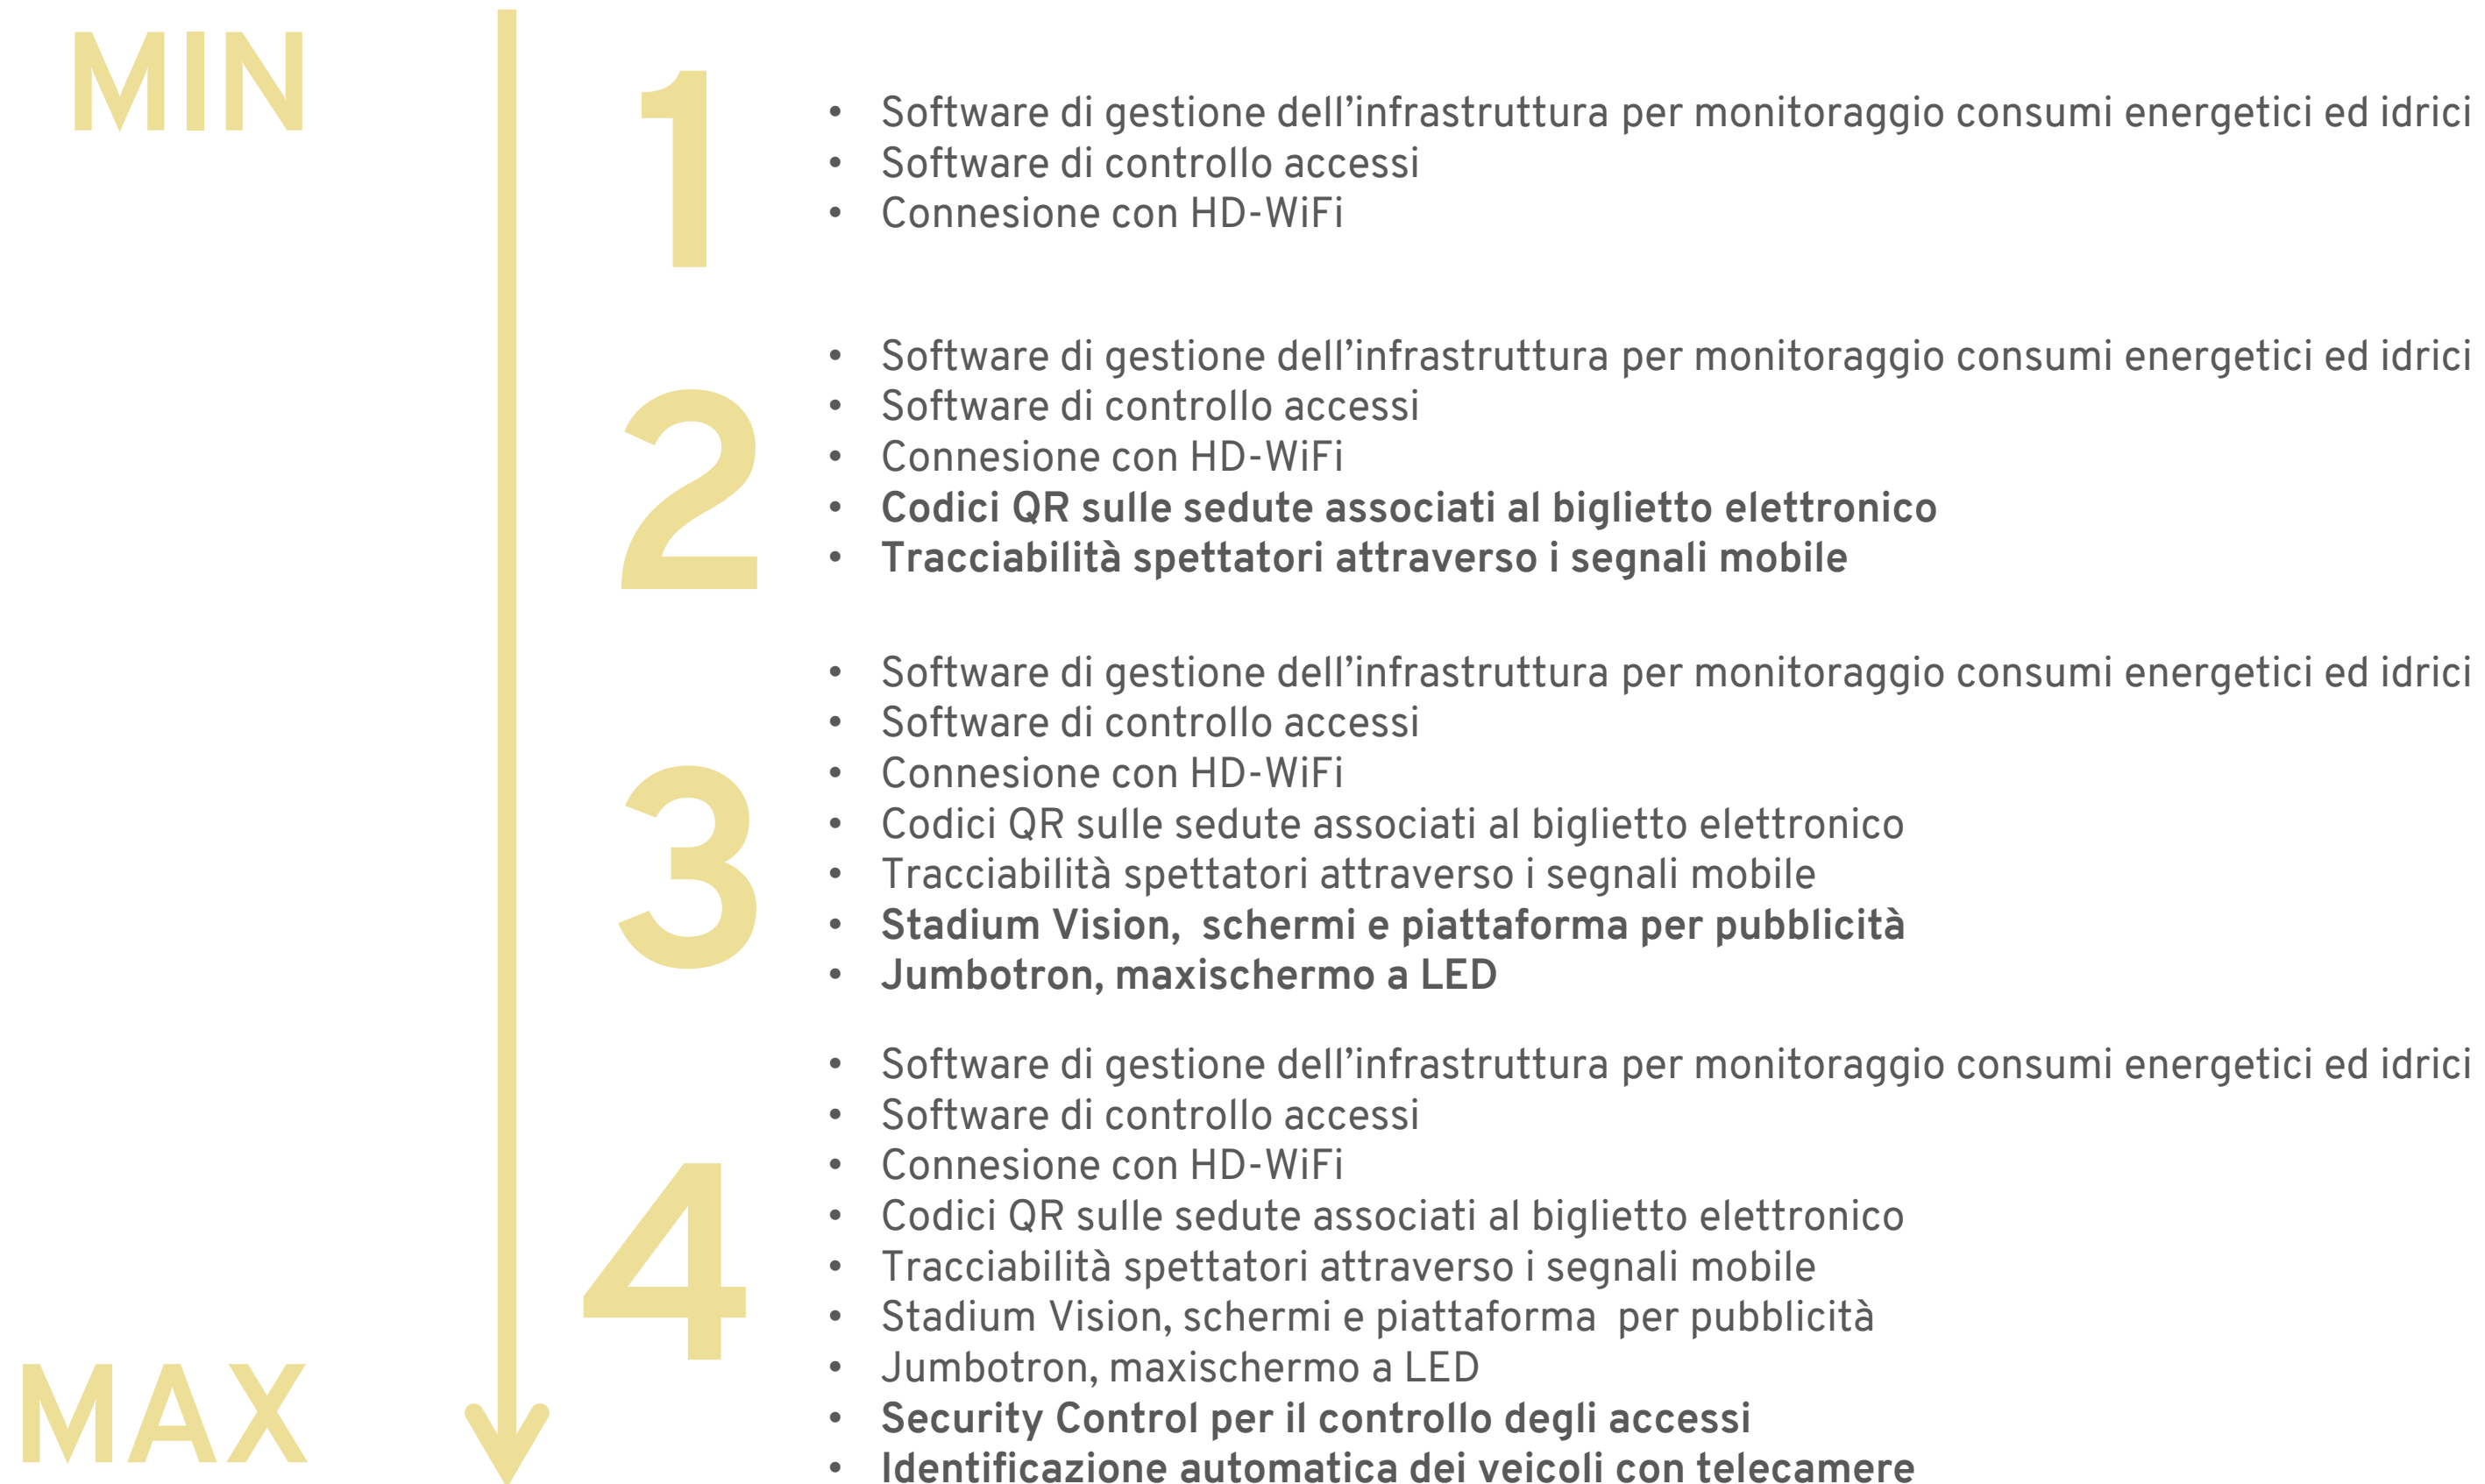 MIN
1
• Software di gestione dell’infrastruttura per monitoraggio consumi energetici ed idrici
• Software di controllo accessi
• Connesione con HD-WiFi
2
• Software di gestione dell’infrastruttura per monitoraggio consumi energetici ed idrici
• Software di controllo accessi
• Connesione con HD-WiFi
• Codici QR sulle sedute associati al biglietto elettronico
• Tracciabilità spettatori attraverso i segnali mobile
3
• Software di gestione dell’infrastruttura per monitoraggio consumi energetici ed idrici
• Software di controllo accessi
• Connesione con HD-WiFi
• Codici QR sulle sedute associati al biglietto elettronico
• Tracciabilità spettatori attraverso i segnali mobile
• Stadium Vision,  schermi e piattaforma per pubblicità
• Jumbotron, maxischermo a LED
4
• Software di gestione dell’infrastruttura per monitoraggio consumi energetici ed idrici
• Software di controllo accessi
• Connesione con HD-WiFi
• Codici QR sulle sedute associati al biglietto elettronico
• Tracciabilità spettatori attraverso i segnali mobile
• Stadium Vision, schermi e piattaforma  per pubblicità
• Jumbotron, maxischermo a LED
• Security Control per il controllo degli accessi
• Identificazione automatica dei veicoli con telecamere
MAX